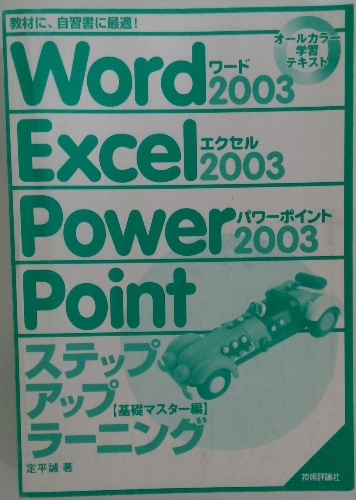 教材に、自習書に最適!
オールカラー
学習
テキスト
Word ワード 2003
Excel エクセル 2003
Power パワーポイント 2003
Point
ステップ
アップ【基礎マスター編】
ラーニング
定平誠 著
技術評論社